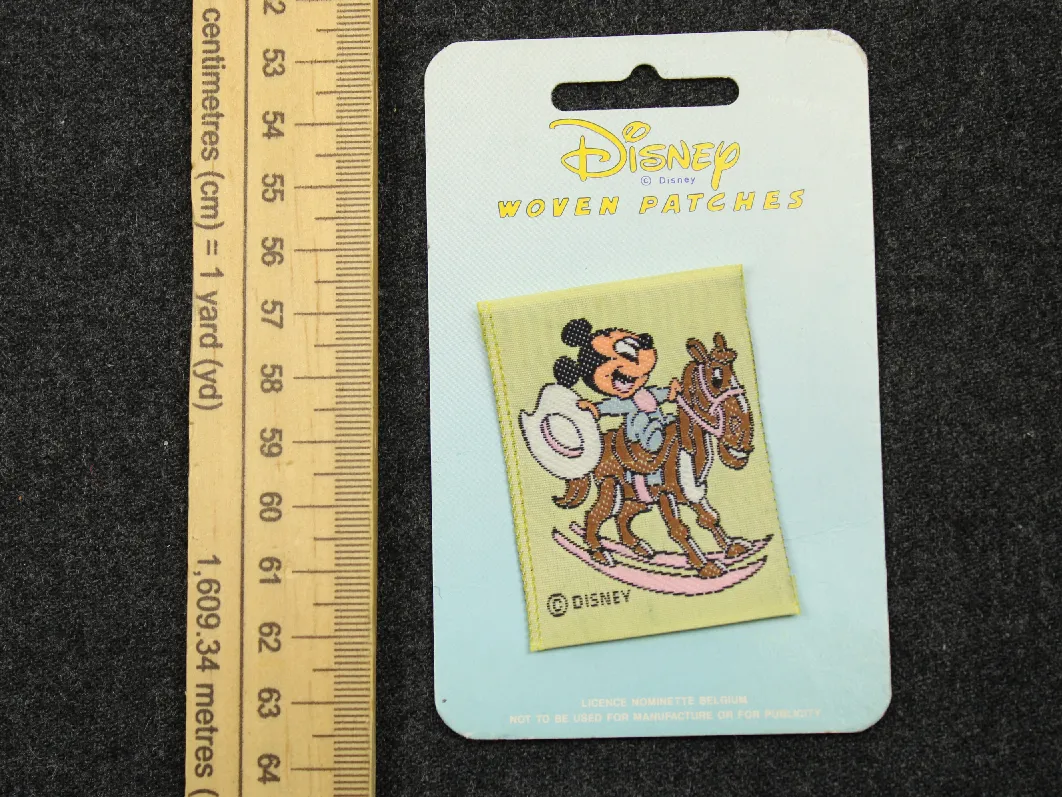 centimetres (cm) = 1 yard (yd)
1,609.34 metres (
2
53
54
55
56
57
58
59
60
61
62
63
64
Disney
© Disney
WOVEN PATCHES
© DISNEY
LICENCE NOMINETTE BELGIUM
NOT TO BE USED FOR MANUFACTURE OR FOR PUBLICITY